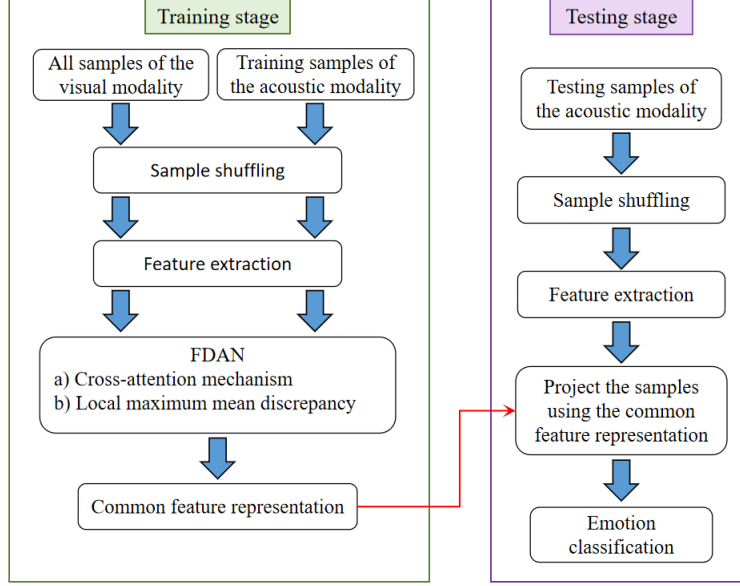 Training stage
All samples of the
visual modality
Training samples of
the acoustic modality
Sample shuffling
Feature extraction
FDAN
a) Cross-attention mechanism
b) Local maximum mean discrepancy
Common feature representation
Testing stage
Testing samples of
the acoustic modality
Sample shuffling
Feature extraction
Project the samples
using the common
feature representation
Emotion
classification